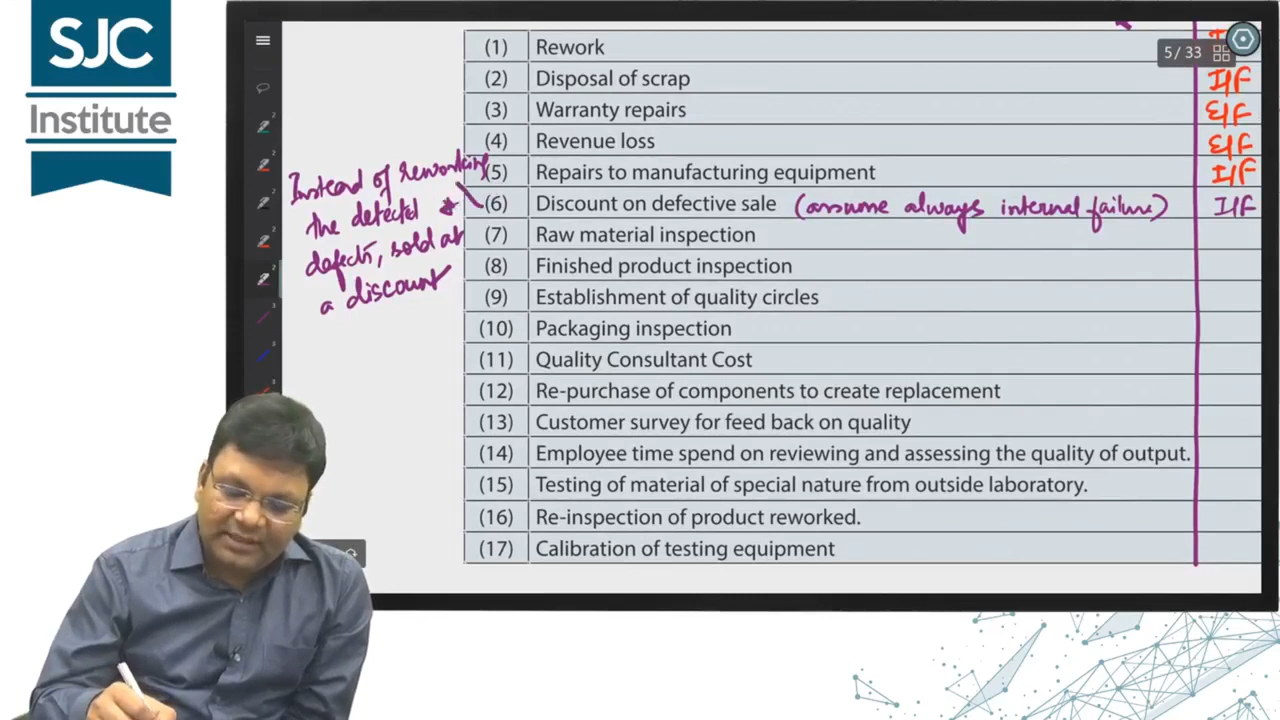 SJC
Institute
5 / 33
(1) Rework
(2) Disposal of scrap I/F
(3) Warranty repairs E/F
(4) Revenue loss E/F
(5) Repairs to manufacturing equipment I/F
(6) Discount on defective sale (assume always internal failure) I/F
(7) Raw material inspection
(8) Finished product inspection
(9) Establishment of quality circles
(10) Packaging inspection
(11) Quality Consultant Cost
(12) Re-purchase of components to create replacement
(13) Customer survey for feed back on quality
(14) Employee time spend on reviewing and assessing the quality of output.
(15) Testing of material of special nature from outside laboratory.
(16) Re-inspection of product reworked.
(17) Calibration of testing equipment
Instead of reworking
the detected
defects, sold at
a discount